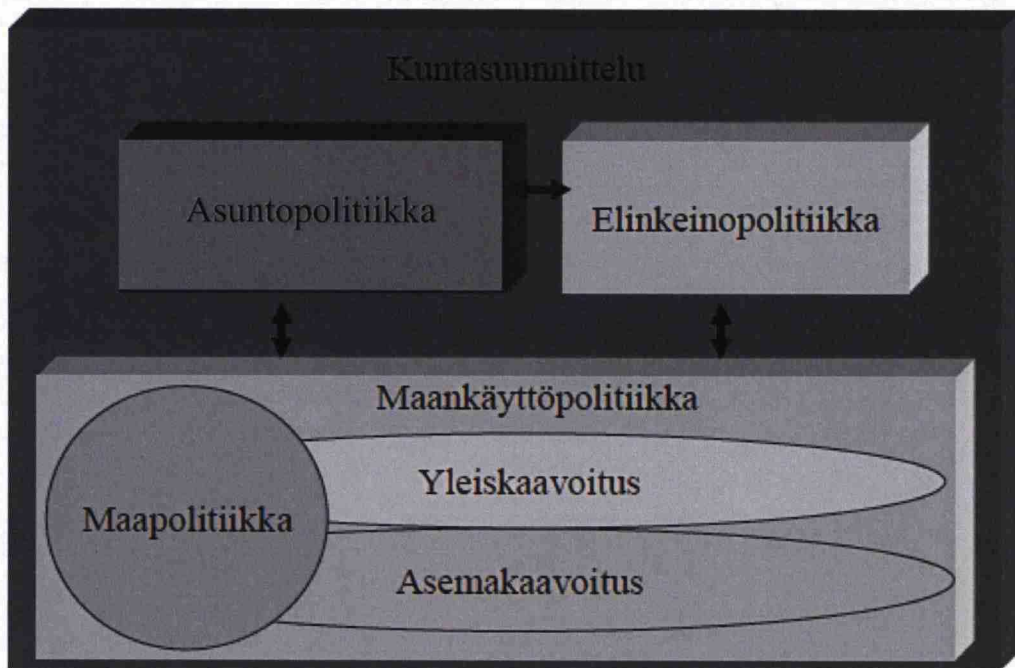 Kuntasuunnittelu
Asuntopolitiikka
Elinkeinopolitiikka
Maankäyttöpolitiikka
Yleiskaavoitus
Maapolitiikka
Asemakaavoitus